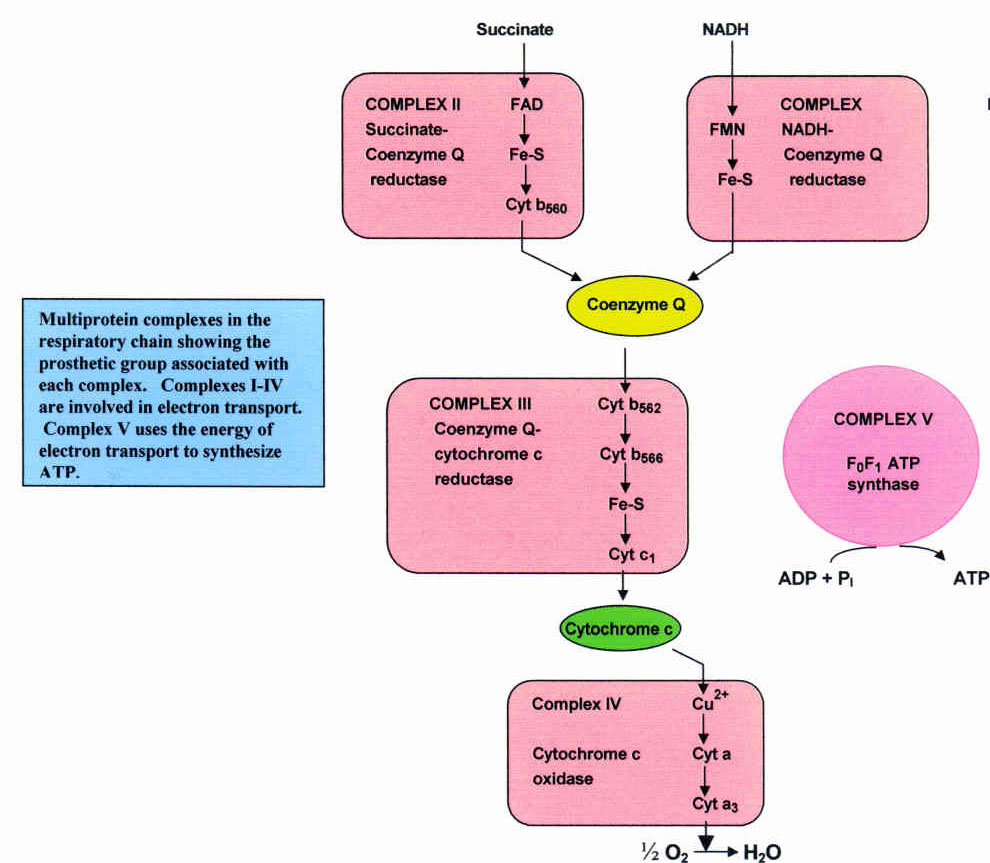 Succinate
NADH
COMPLEX II
Succinate-
Coenzyme Q
reductase
FAD
Fe-S
Cyt b560
COMPLEX
NADH-
Coenzyme Q
reductase
FMN
Fe-S
Coenzyme Q
Multiprotein complexes in the
respiratory chain showing the
prosthetic group associated with
each complex. Complexes I-IV
are involved in electron transport.
Complex V uses the energy of
electron transport to synthesize
ATP.
COMPLEX III
Coenzyme Q-
cytochrome c
reductase
Cyt b562
Cyt b566
Fe-S
Cyt c1
COMPLEX V
F0F1 ATP
synthase
ADP + Pi
ATP
Cytochrome c
Complex IV
Cytochrome c
oxidase
Cu2+
Cyt a
Cyt a3
½ O2
H2O